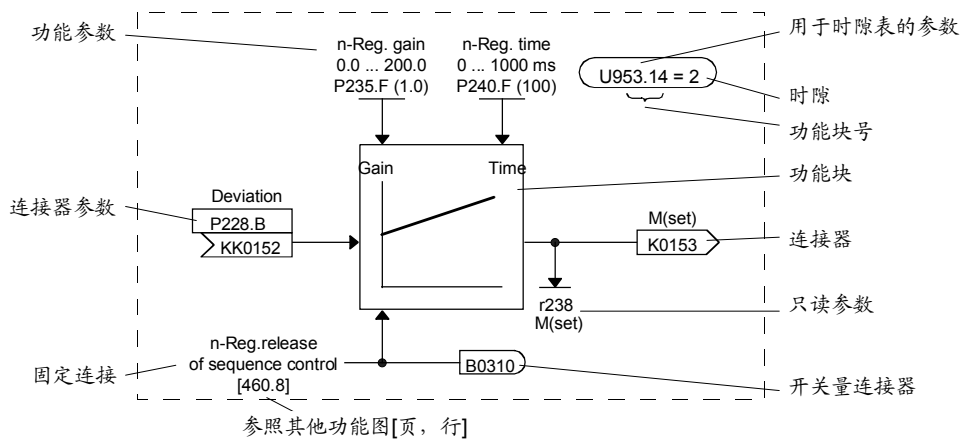 功能参数
n-Reg. gain
0.0 ... 200.0
P235.F (1.0)
n-Reg. time
0 ... 1000 ms
P240.F (100)
用于时隙表的参数
U953.14 = 2
时隙
功能块号
Gain
Time
功能块
Deviation
连接器参数
P228.B
KK0152
M(set)
K0153
连接器
r238
M(set)
只读参数
n-Reg.release
of sequence control
[460.8]
固定连接
B0310
开关量连接器
参照其他功能图[页，行]